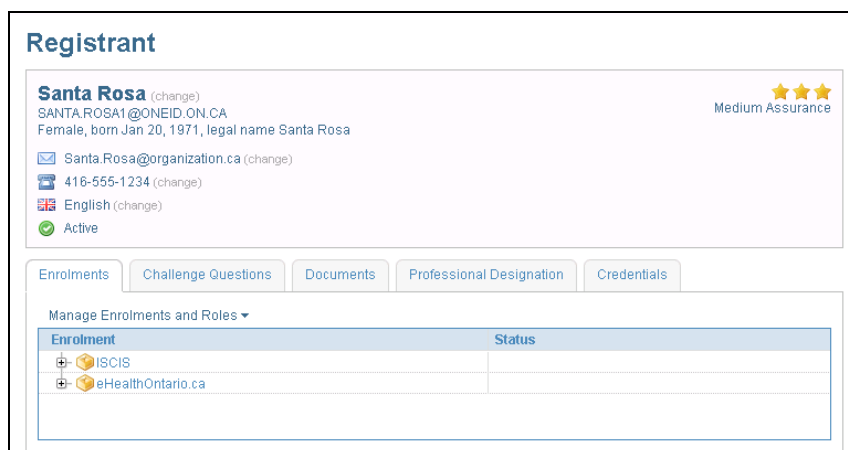 Registrant
Santa Rosa (change)
SANTA.ROSA1@ONEID.ON.CA
Female, born Jan 20, 1971, legal name Santa Rosa
Medium Assurance
Santa.Rosa@organization.ca (change)
416-555-1234 (change)
English (change)
Active
Enrolments Challenge Questions Documents Professional Designation Credentials
Manage Enrolments and Roles
Enrolment Status
ISCIS
eHealthOntario.ca